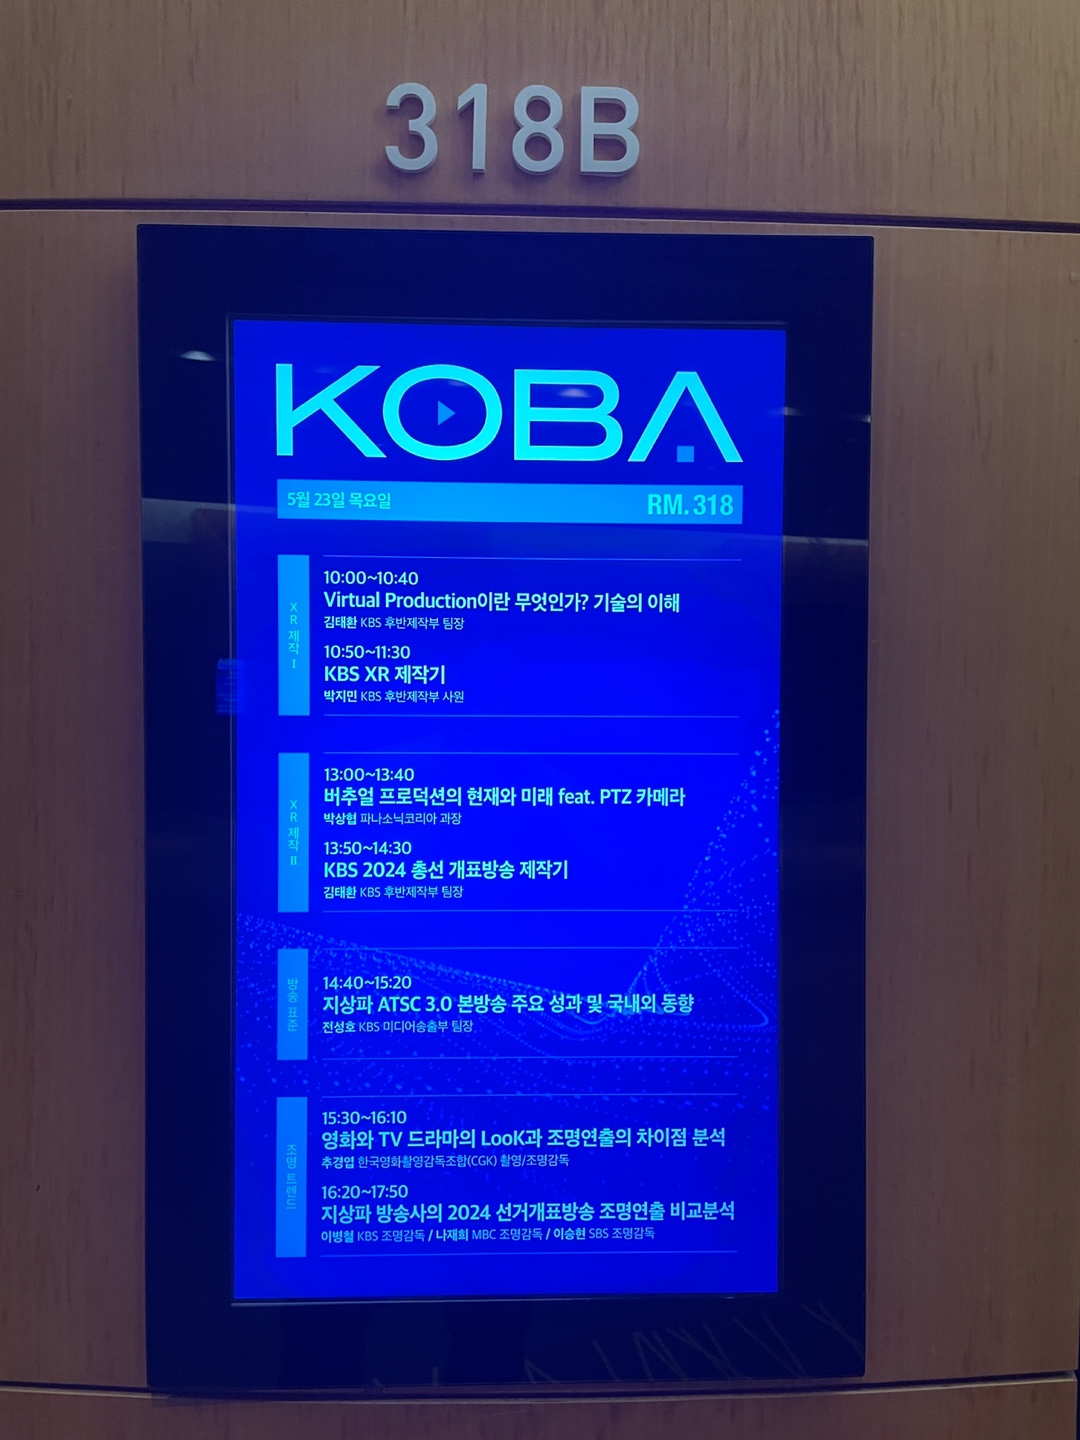 318B
KOBA
5월 23일 목요일 RM. 318
XR 제작 I
10:00~10:40
Virtual Production이란 무엇인가? 기술의 이해
김태환 KBS 후반제작부 팀장
10:50~11:30
KBS XR 제작기
박지민 KBS 후반제작부 사원
XR 제작 II
13:00~13:40
버추얼 프로덕션의 현재와 미래 feat. PTZ 카메라
박상협 파나소닉코리아 과장
13:50~14:30
KBS 2024 총선 개표방송 제작기
김태환 KBS 후반제작부 팀장
방송 표준
14:40~15:20
지상파 ATSC 3.0 본방송 주요 성과 및 국내외 동향
전성호 KBS 미디어송출부 팀장
조명 트렌드
15:30~16:10
영화와 TV 드라마의 LooK과 조명연출의 차이점 분석
추경엽 한국영화촬영감독조합(CGK) 촬영/조명감독
16:20~17:50
지상파 방송사의 2024 선거개표방송 조명연출 비교분석
이병철 KBS 조명감독 / 나재희 MBC 조명감독 / 이승현 SBS 조명감독